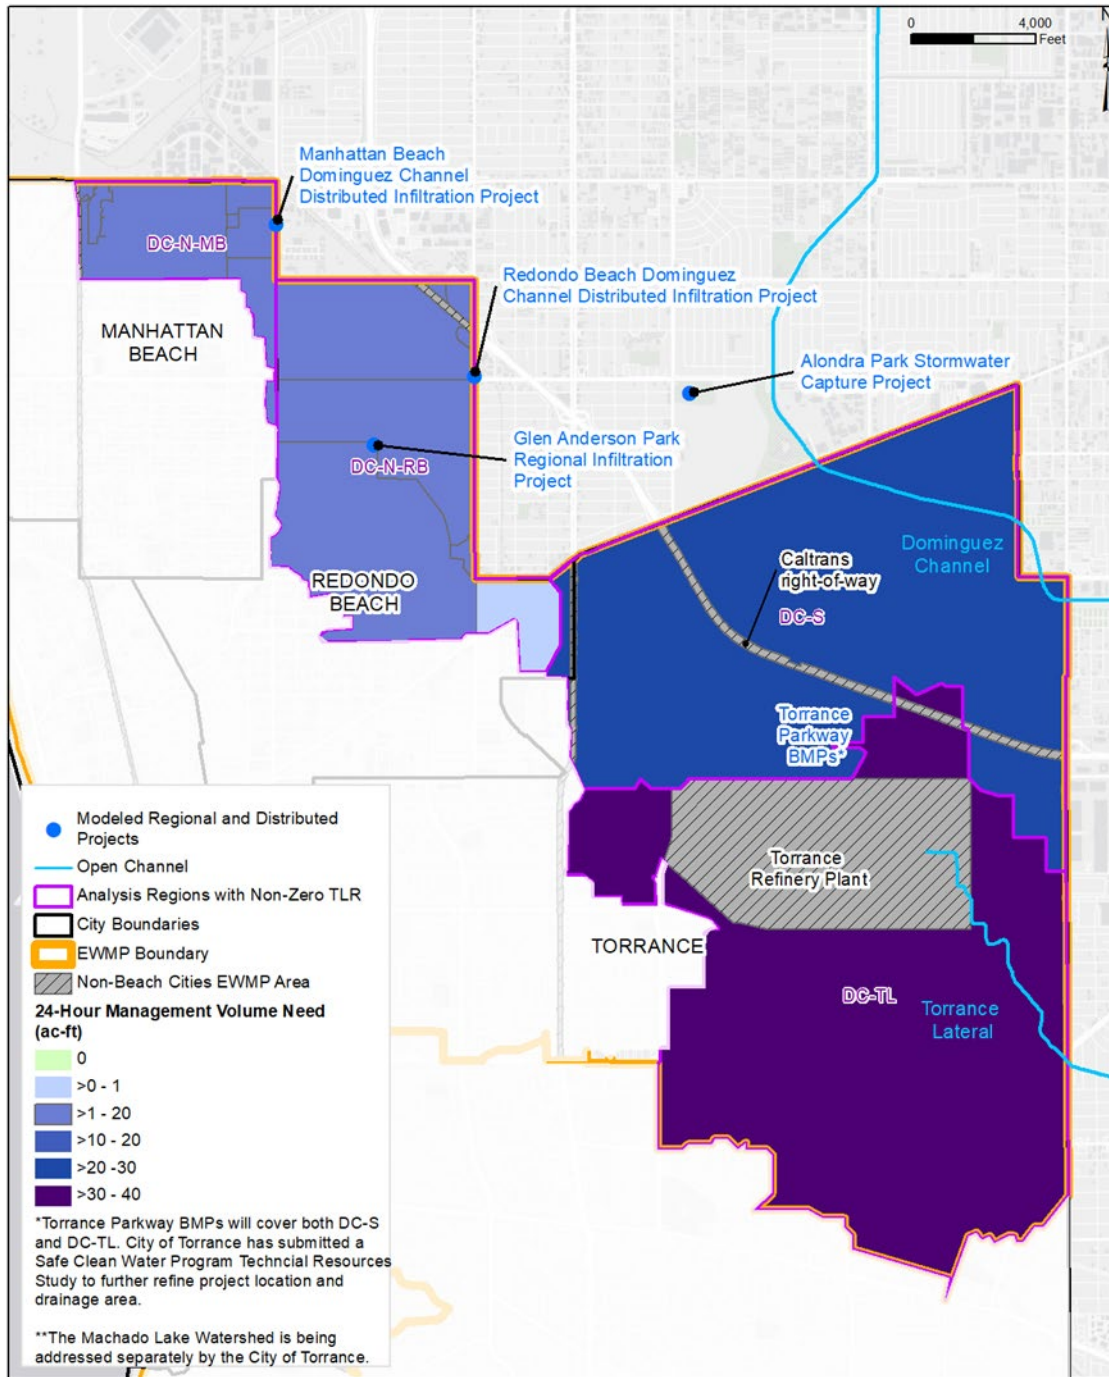 N
0 4,000
Feet
Manhattan Beach
Dominguez Channel
Distributed Infiltration Project
DC-N-MB
Redondo Beach Dominguez
Channel Distributed Infiltration Project
MANHATTAN
BEACH
Alondra Park Stormwater
Capture Project
Glen Anderson Park
Regional Infiltration
Project
DC-N-RB
Dominguez
Channel
Caltrans
right-of-way
REDONDO
BEACH
DC-S
Torrance
Parkway
BMPs*
Torrance
Refinery Plant
TORRANCE
DC-TL
Torrance
Lateral
Modeled Regional and Distributed
Projects
Open Channel
Analysis Regions with Non-Zero TLR
City Boundaries
EWMP Boundary
Non-Beach Cities EWMP Area
24-Hour Management Volume Need
(ac-ft)
0
>0 - 1
>1 - 20
>10 - 20
>20 -30
>30 - 40
*Torrance Parkway BMPs will cover both DC-S
and DC-TL. City of Torrance has submitted a
Safe Clean Water Program Techncial Resources
Study to further refine project location and
drainage area.
**The Machado Lake Watershed is being
addressed separately by the City of Torrance.